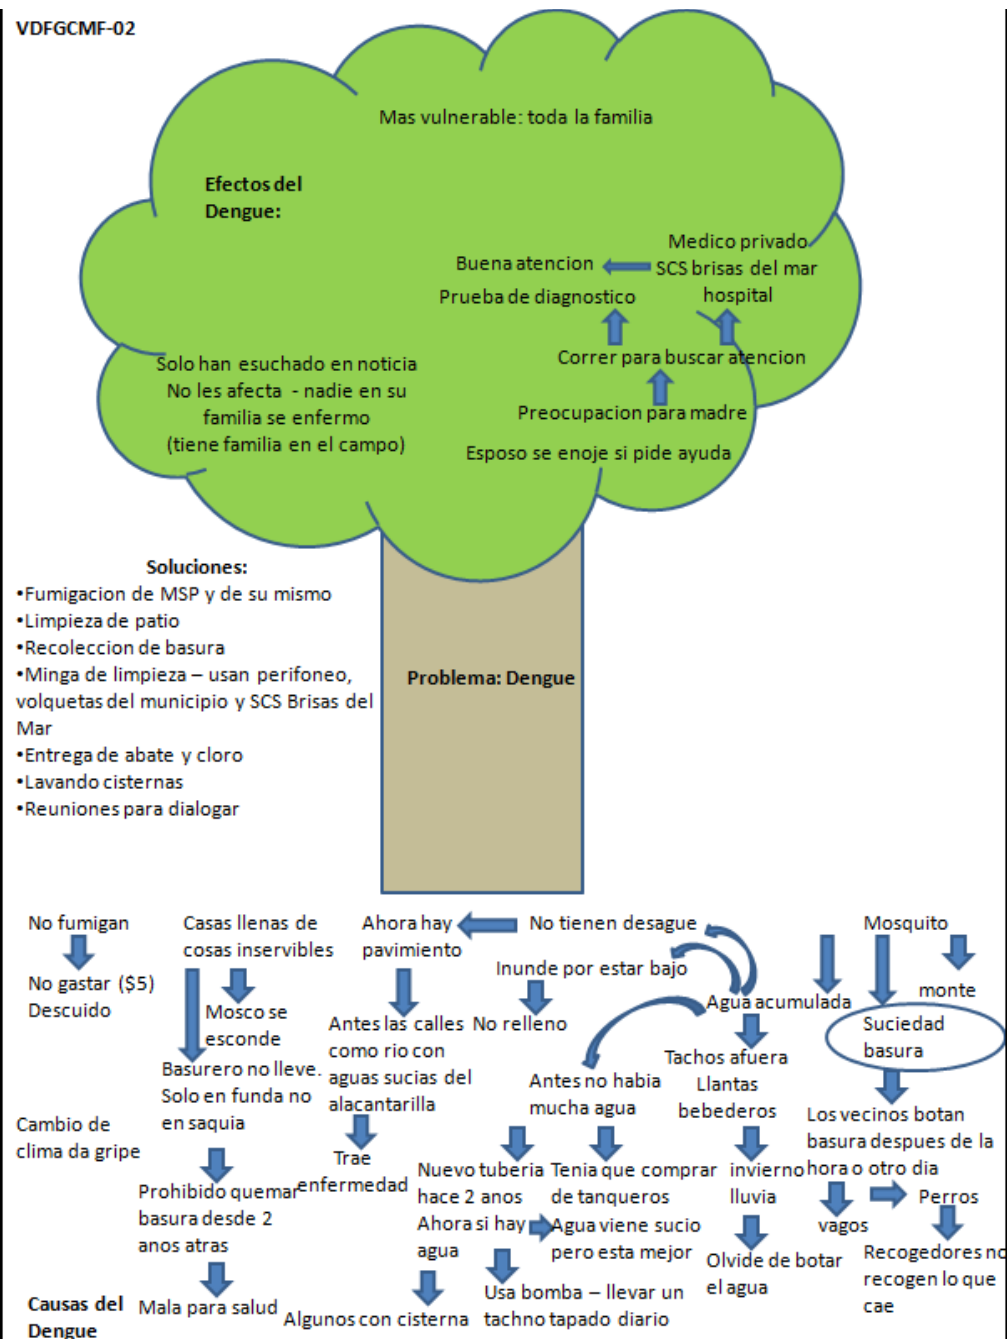 VDFGCMF-02
Mas vulnerable: toda la familia
Efectos del
Dengue:
Medico privado
SCS brisas del mar
hospital
Buena atencion
Prueba de diagnostico
Correr para buscar atencion
Preocupacion para madre
Esposo se enoje si pide ayuda
Solo han esuchado en noticia
No les afecta - nadie en su
familia se enfermo
(tiene familia en el campo)
Soluciones:
•Fumigacion de MSP y de su mismo
•Limpieza de patio
•Recoleccion de basura
•Minga de limpieza – usan perifoneo,
volquetas del municipio y SCS Brisas del
Mar
•Entrega de abate y cloro
•Lavando cisternas
•Reuniones para dialogar
Problema: Dengue
No fumigan
No gastar ($5)
Descuido
Casas llenas de
cosas inservibles
Mosco se
esconde
Basurero no lleve.
Solo en funda no
en saquia
Prohibido quemar
basura desde 2
anos atras
Mala para salud
Cambio de
clima da gripe
Ahora hay
pavimiento
Antes las calles
como rio con
aguas sucias del
alacantarilla
Trae
enfermedad
No tienen desague
Inunde por estar bajo
No relleno
Agua acumulada
Antes no habia
mucha agua
Nuevo tuberia
hace 2 anos
Ahora si hay
agua
Algunos con cisterna
Tenia que comprar
de tanqueros
Agua viene sucio
pero esta mejor
Usa bomba – llevar un
tachno tapado diario
Tachos afuera
Llantas
bebederos
invierno
lluvia
Olvide de botar
el agua
Mosquito
monte
Suciedad
basura
Los vecinos botan
basura despues de la
hora o otro dia
vagos
Perros
Recogedores no
recogen lo que
cae
Causas del
Dengue